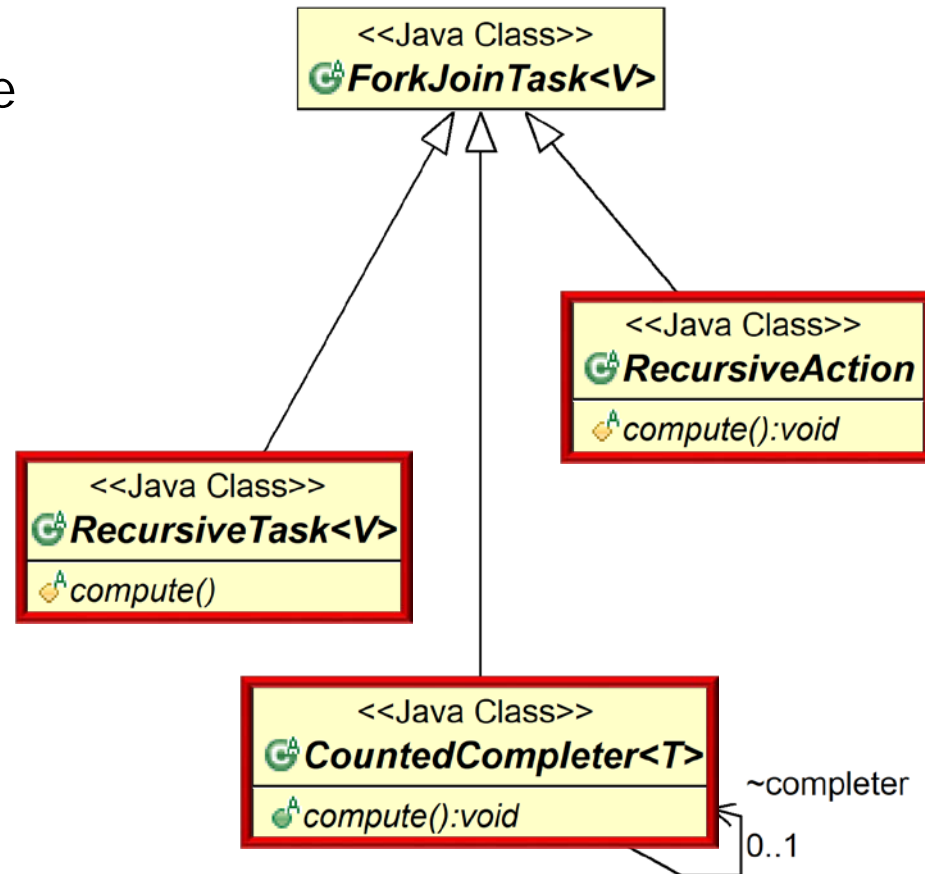 e
<<Java Class>>
ForkJoinTask<V>
<<Java Class>>
RecursiveAction
compute():void
<<Java Class>>
RecursiveTask<V>
compute()
<<Java Class>>
CountedCompleter<T>
compute():void
~completer
0..1